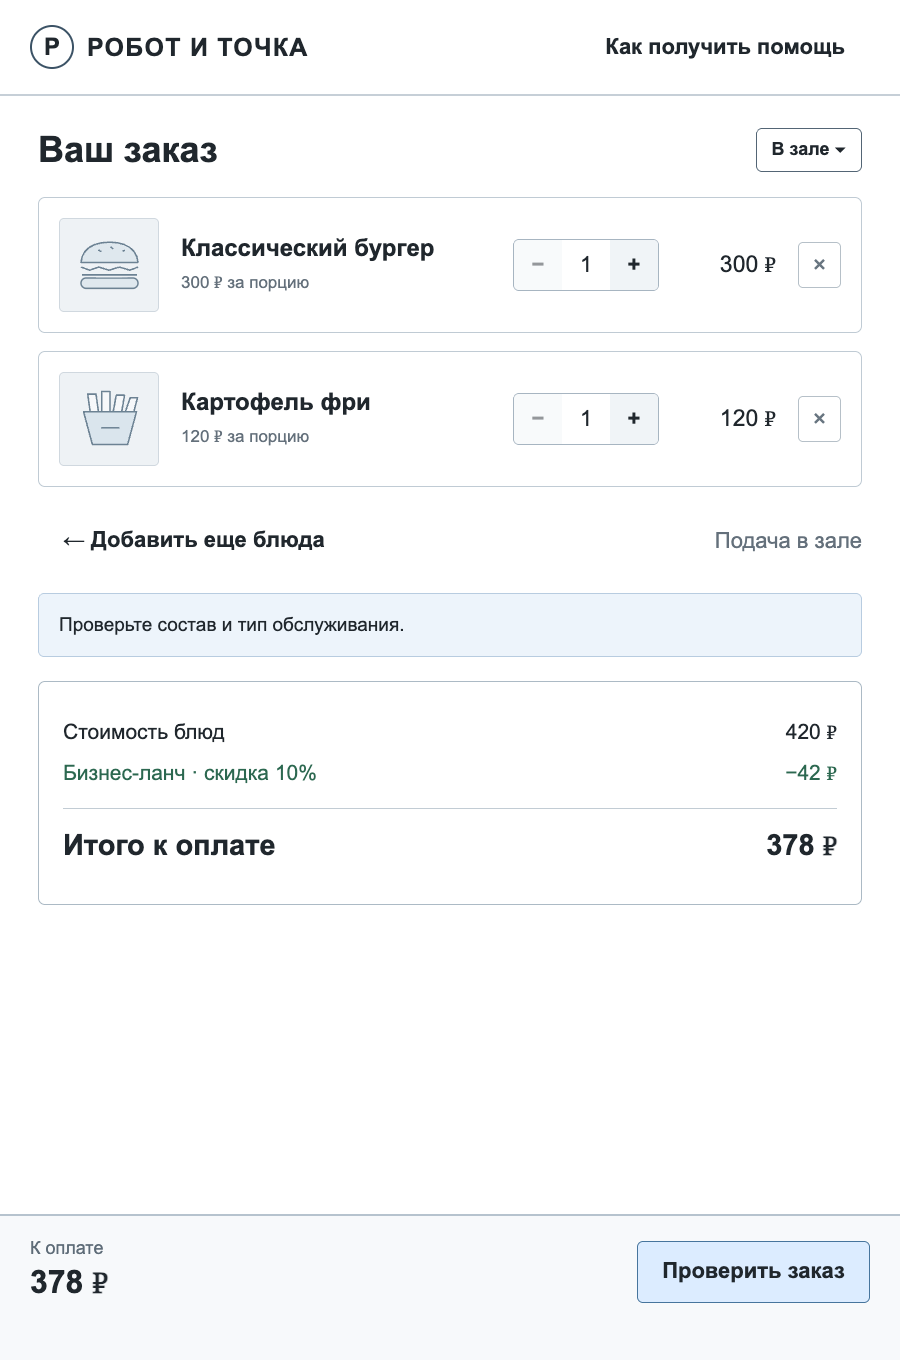 Р РОБОТ И ТОЧКА
Как получить помощь
Ваш заказ
В зале
Классический бургер
300 ₽ за порцию
− 1 +
300 ₽
×
Картофель фри
120 ₽ за порцию
− 1 +
120 ₽
×
← Добавить еще блюда
Подача в зале
Проверьте состав и тип обслуживания.
Стоимость блюд 420 ₽
Бизнес-ланч · скидка 10% −42 ₽
Итого к оплате 378 ₽
К оплате
378 ₽
Проверить заказ